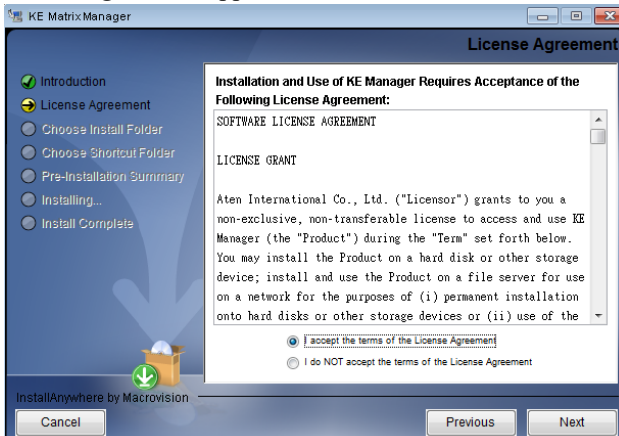 KE MatrixManager
License Agreement
Introduction
License Agreement
Choose Install Folder
Choose Shortcut Folder
Pre-Installation Summary
Installing...
Install Complete
Installation and Use of KE Manager Requires Acceptance of the
Following License Agreement:
SOFTWARE LICENSE AGREEMENT
LICENSE GRANT
Aten International Co., Ltd. ("Licensor") grants to you a
non-exclusive, non-transferable license to access and use KE
Manager (the "Product") during the "Term" set forth below.
You may install the Product on a hard disk or other storage
device; install and use the Product on a file server for use
on a network for the purposes of (i) permanent installation
onto hard disks or other storage devices or (ii) use of the
I accept the terms of the License Agreement
I do NOT accept the terms of the License Agreement
InstallAnywhere by Macrovision
Cancel
Previous
Next